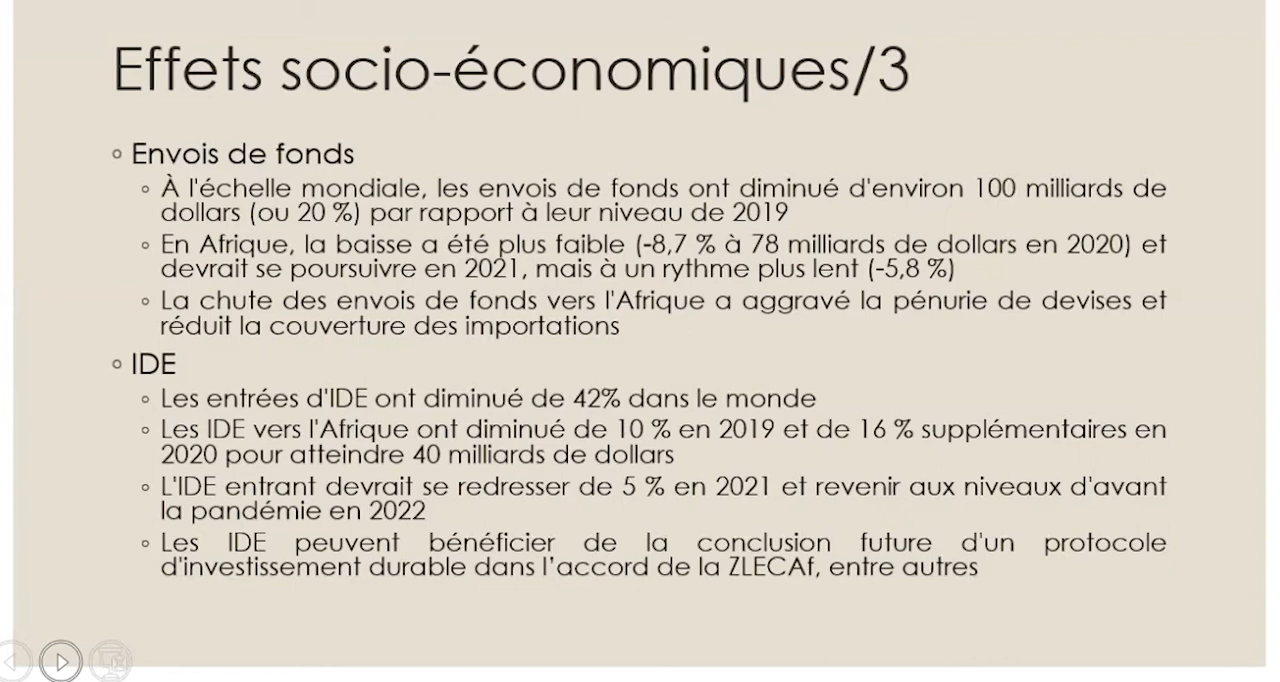 Effets socio-économiques/3
◦ Envois de fonds
◦ À l'échelle mondiale, les envois de fonds ont diminué d'environ 100 milliards de
dollars (ou 20 %) par rapport à leur niveau de 2019
◦ En Afrique, la baisse a été plus faible (-8,7 % à 78 milliards de dollars en 2020) et
devrait se poursuivre en 2021, mais à un rythme plus lent (-5,8 %)
◦ La chute des envois de fonds vers l'Afrique a aggravé la pénurie de devises et
réduit la couverture des importations
◦ IDE
◦ Les entrées d'IDE ont diminué de 42% dans le monde
◦ Les IDE vers l'Afrique ont diminué de 10 % en 2019 et de 16 % supplémentaires en
2020 pour atteindre 40 milliards de dollars
◦ L'IDE entrant devrait se redresser de 5 % en 2021 et revenir aux niveaux d'avant
la pandémie en 2022
◦ Les IDE peuvent bénéficier de la conclusion future d'un protocole
d'investissement durable dans l’accord de la ZLECAf, entre autres